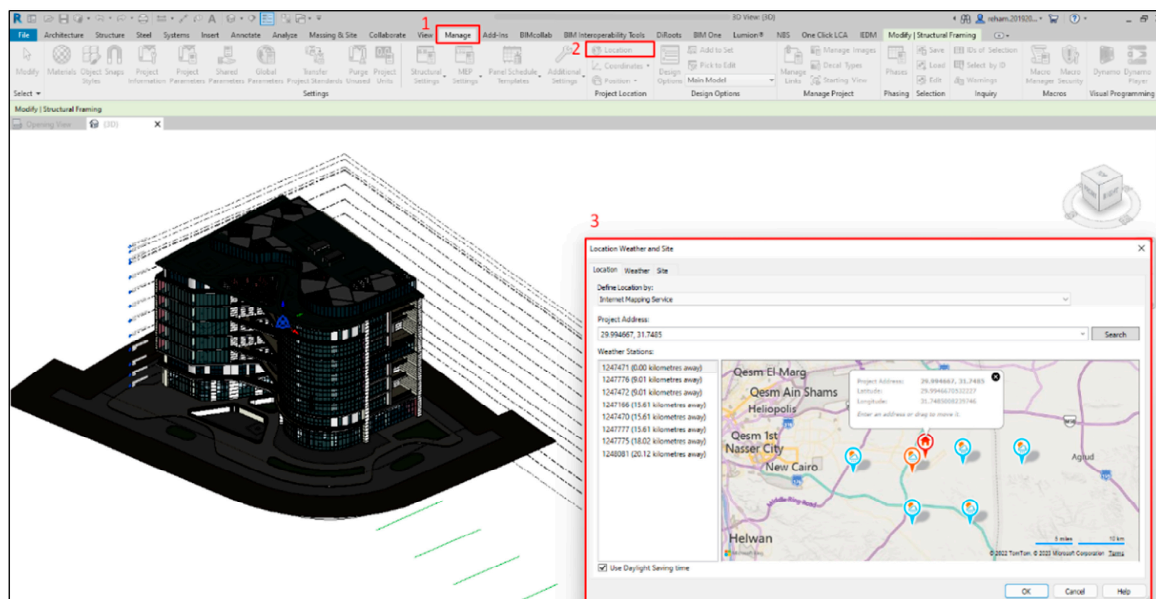 3D View: {3D}
reham.201920...
1
File Architecture Structure Steel Systems Insert Annotate Analyze Massing & Site Collaborate View Manage Add-Ins BIMcollab BIM Interoperability Tools DiRoots BIM One Lumion® NBS One Click LCA IEDM Modify | Structural Framing
2
Modify
Materials
Object Styles
Snaps
Project Information
Project Parameters
Shared Parameters
Global Parameters
Transfer Project Standards
Purge Unused
Project Units
Structural Settings
MEP Settings
Panel Schedule Templates
Additional Settings
Location
Coordinates
Position
Design Options
Add to Set
Pick to Edit
Main Model
Manage Links
Manage Images
Decal Types
Starting View
Phases
Save
Load
Edit
IDs of Selection
Select by ID
Warnings
Macro Manager
Macro Security
Dynamo
Dynamo Player
Select Settings Project Location Design Options Manage Project Phasing Selection Inquiry Macros Visual Programming
Modify | Structural Framing
Opening View
{3D}
3
Location Weather and Site
Location Weather Site
Define Location by:
Internet Mapping Service
Project Address:
29.994667, 31.7485
Search
Weather Stations:
1247471 (0.00 kilometres away)
1247776 (9.01 kilometres away)
1247472 (9.01 kilometres away)
1247166 (15.61 kilometres away)
1247470 (15.61 kilometres away)
1247777 (15.61 kilometres away)
1247775 (18.02 kilometres away)
1248081 (20.12 kilometres away)
Qesm El-Marg
Qesm Ain Shams
Heliopolis
Qesm 1st
Nasser City
New Cairo
Middle Ring Road
Helwan
Agrud
Project Address: 29.994667, 31.7485
Latitude:
Longitude:
Enter an address or drag to move it.
5 miles
10 km
© 2022 TomTom, © 2023 Microsoft Corporation Terms
Use Daylight Saving time
OK
Cancel
Help